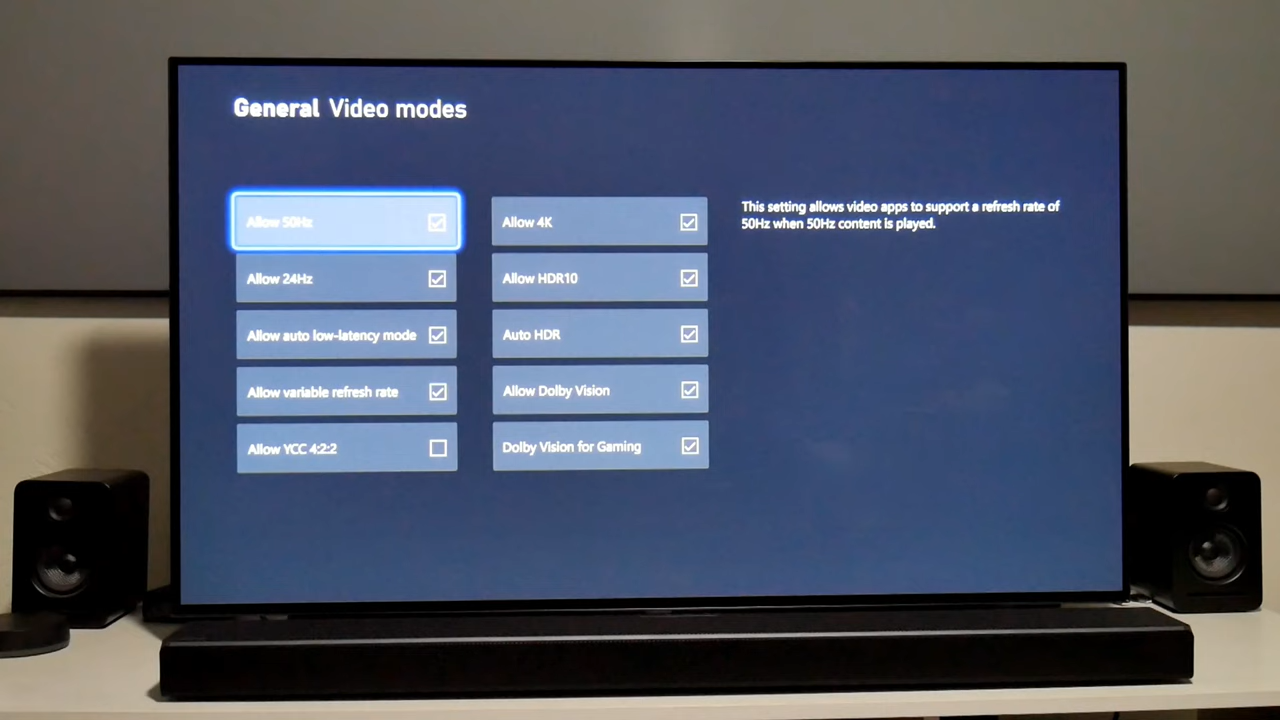 General Video modes
Allow 50Hz
Allow 24Hz
Allow auto low-latency mode
Allow variable refresh rate
Allow YCC 4:2:2
Allow 4K
Allow HDR10
Auto HDR
Allow Dolby Vision
Dolby Vision for Gaming
This setting allows video apps to support a refresh rate of
50Hz when 50Hz content is played.